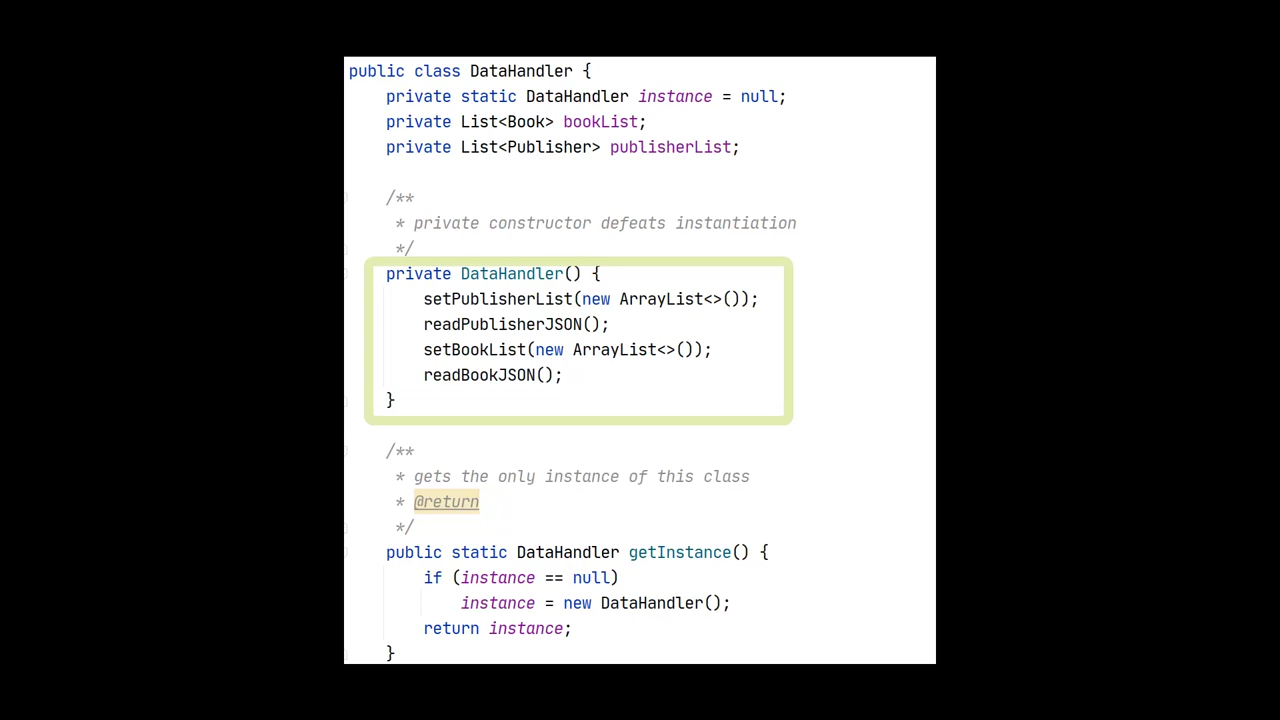 public class DataHandler {
    private static DataHandler instance = null;
    private List<Book> bookList;
    private List<Publisher> publisherList;

    /**
     * private constructor defeats instantiation
     */
    private DataHandler() {
        setPublisherList(new ArrayList<>());
        readPublisherJSON();
        setBookList(new ArrayList<>());
        readBookJSON();
    }

    /**
     * gets the only instance of this class
     * @return
     */
    public static DataHandler getInstance() {
        if (instance == null)
            instance = new DataHandler();
        return instance;
    }